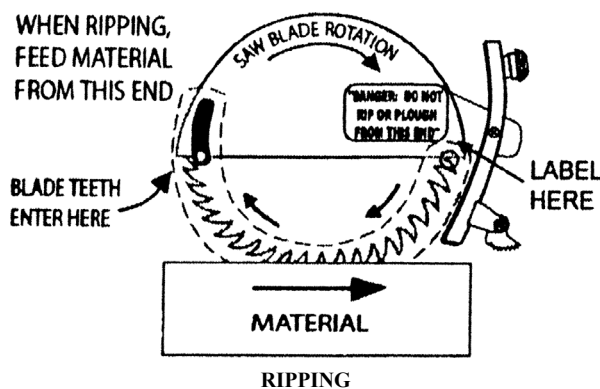 WHEN RIPPING,
FEED MATERIAL
FROM THIS END
SAW BLADE ROTATION
"DANGER: DO NOT
RIP OR PLOUGH
FROM THIS END"
LABEL
HERE
BLADE TEETH
ENTER HERE
MATERIAL
RIPPING